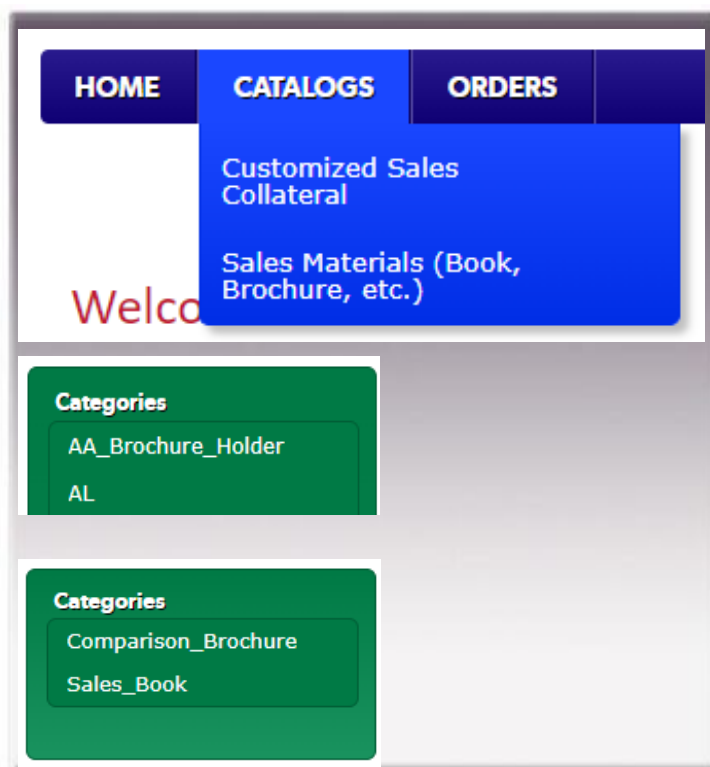 HOME CATALOGS ORDERS
Customized Sales
Collateral
Sales Materials (Book,
Brochure, etc.)
Welco
Categories
AA_Brochure_Holder
AL
Categories
Comparison_Brochure
Sales_Book